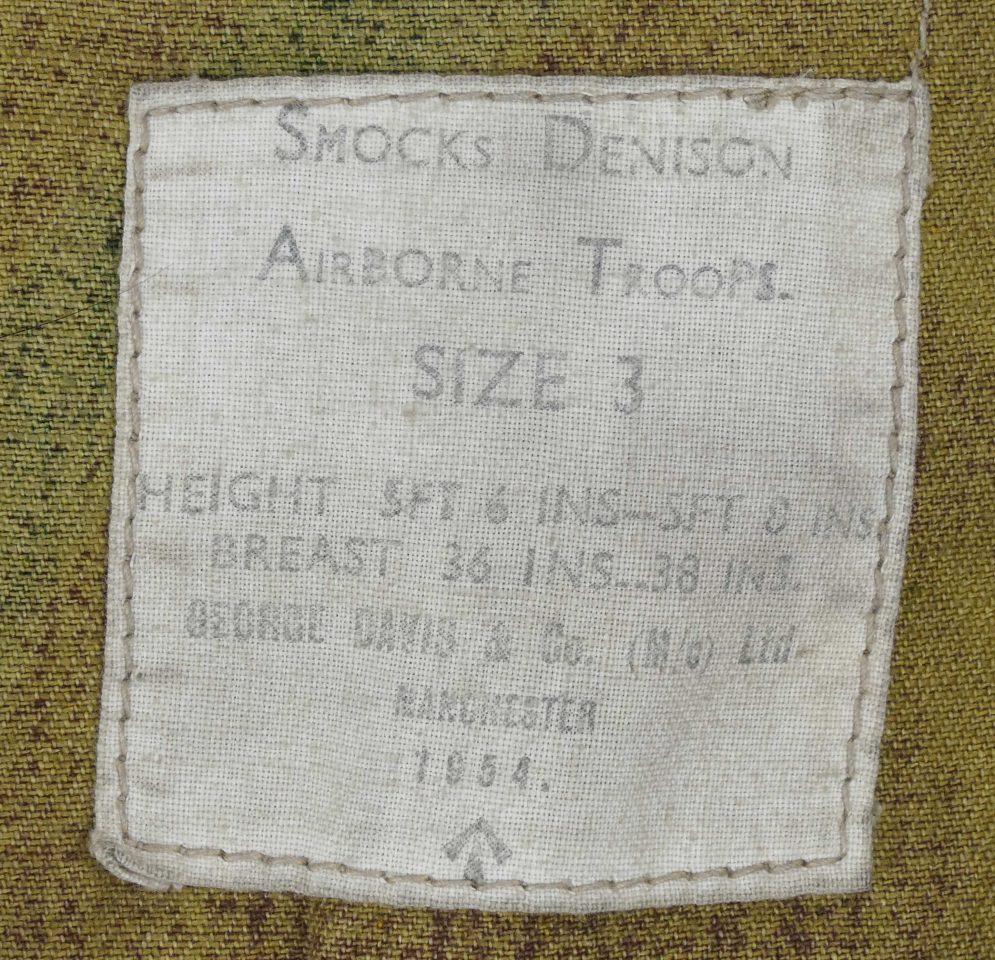 SMOCKS DENISON
AIRBORNE TROOPS.
SIZE 3
HEIGHT 5FT 6 INS-5FT 8 INS.
BREAST 36 INS-38 INS.
GEORGE DAVIS & Co. (M/c) Ltd
MANCHESTER
1954.